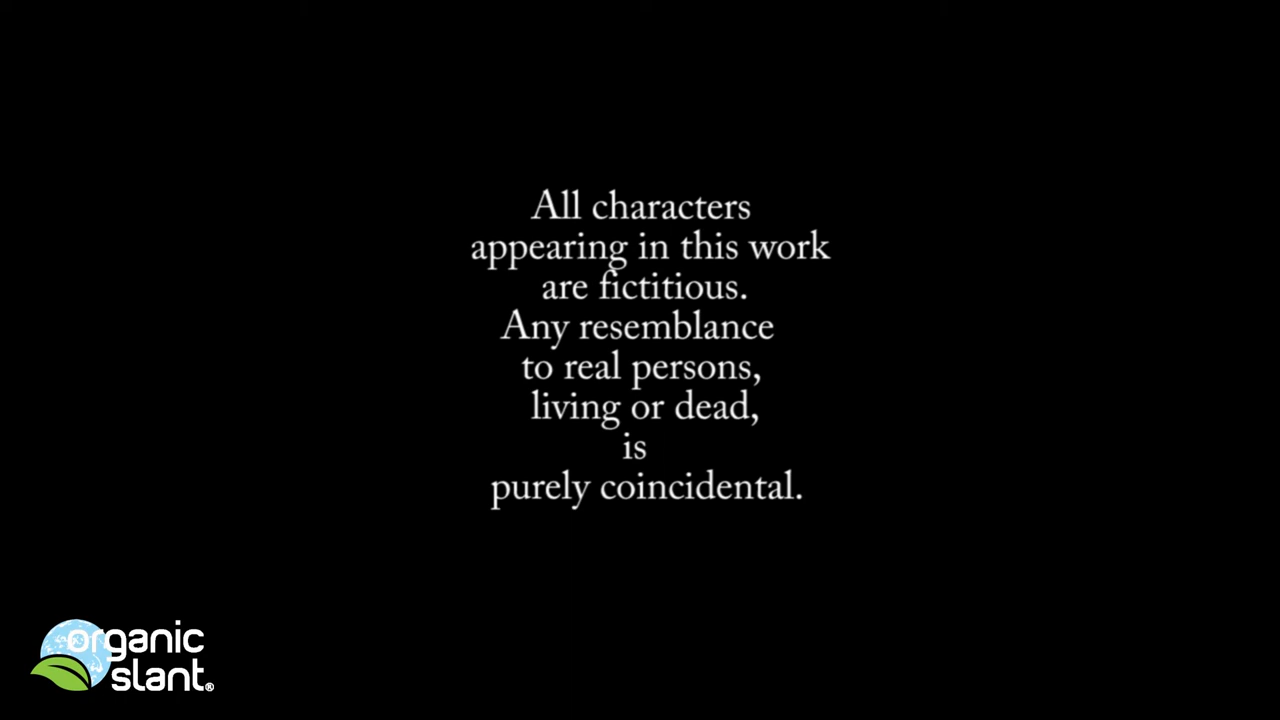 All characters
appearing in this work
are fictitious.
Any resemblance
to real persons,
living or dead,
is
purely coincidental.
organic
slant®